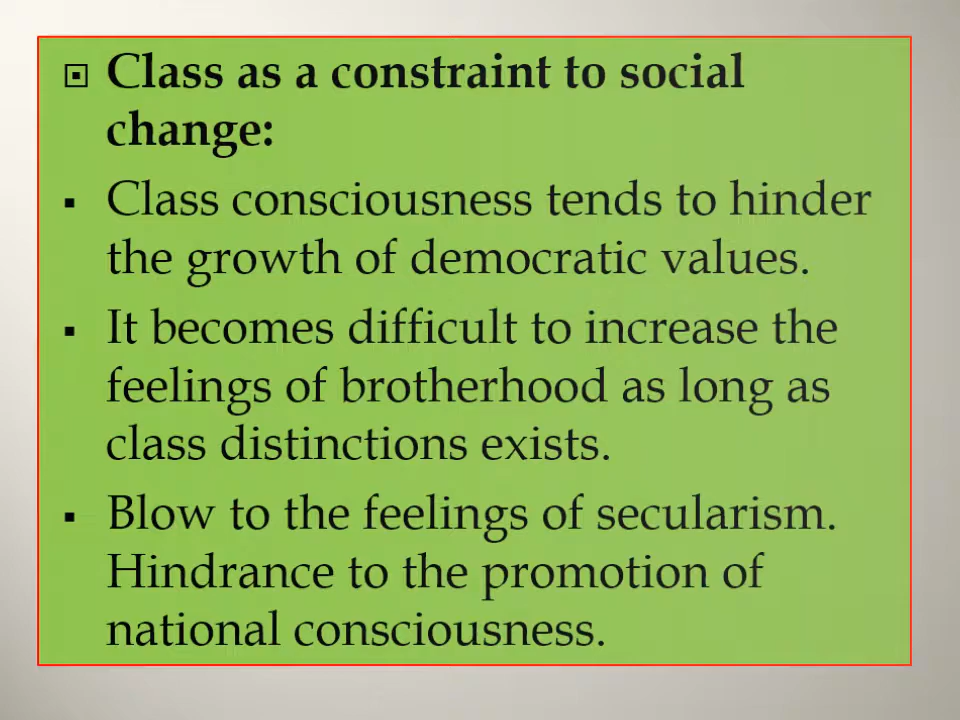 Class as a constraint to social
change:
Class consciousness tends to hinder
the growth of democratic values.
It becomes difficult to increase the
feelings of brotherhood as long as
class distinctions exists.
Blow to the feelings of secularism.
Hindrance to the promotion of
national consciousness.